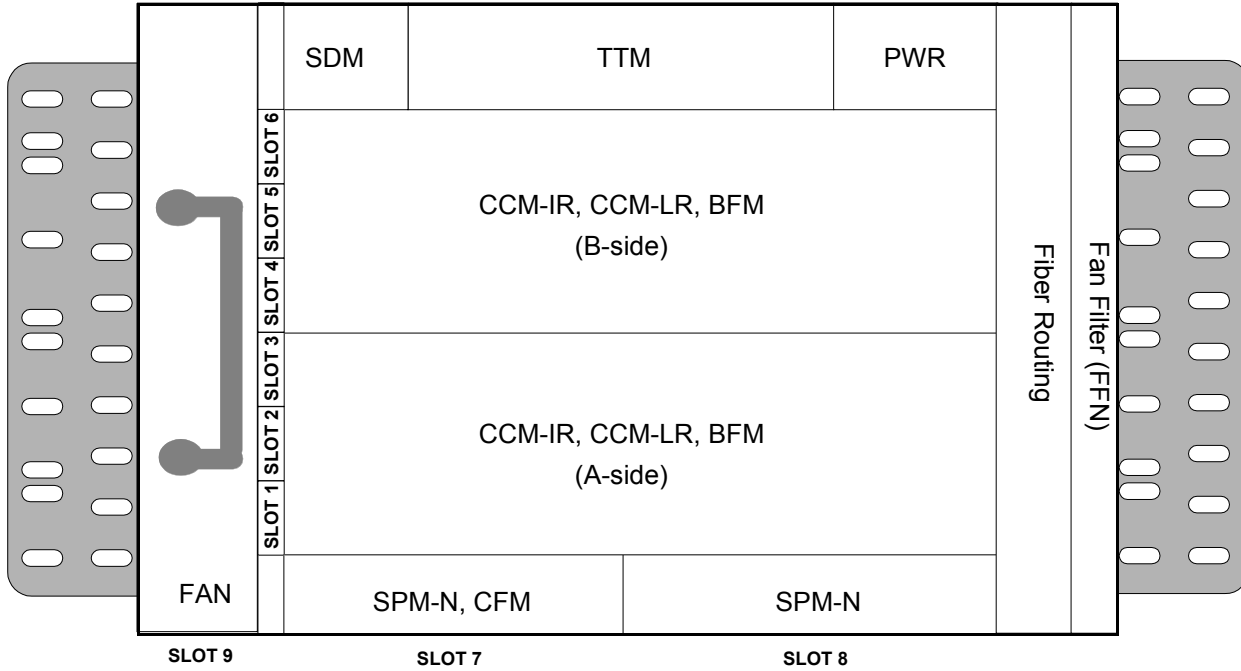 SDM
TTM
PWR
SLOT 6
SLOT 5
SLOT 4
SLOT 3
SLOT 2
SLOT 1
CCM-IR, CCM-LR, BFM
(B-side)
CCM-IR, CCM-LR, BFM
(A-side)
Fiber Routing
Fan Filter (FFN)
FAN
SPM-N, CFM
SPM-N
SLOT 9
SLOT 7
SLOT 8